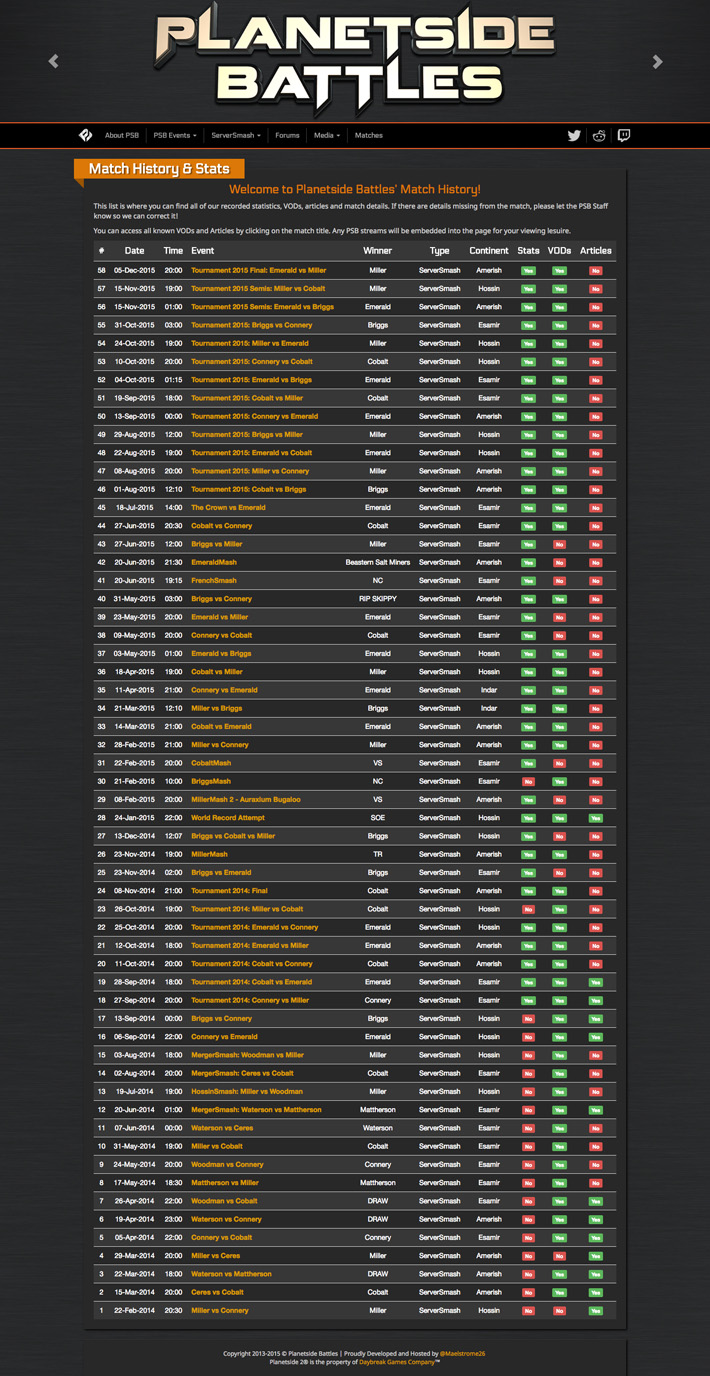 PLANETSIDE
BATTLES
About PSB PSB Events ServerSmash Forums Media Matches
Match History & Stats
Welcome to Planetside Battles' Match History!
This list is where you can find all of our recorded statistics, VODs, articles and match details. If there are details missing from the match, please let the PSB Staff
know so we can correct it!
You can access all known VODs and Articles by clicking on the match title. Any PSB streams will be embedded into the page for your viewing lesuire.
# Date Time Event Winner Type Continent Stats VODs Articles
58 05-Dec-2015 20:00 Tournament 2015 Final: Emerald vs Miller Miller ServerSmash Amerish Yes Yes No
57 15-Nov-2015 19:00 Tournament 2015 Semis: Miller vs Cobalt Miller ServerSmash Hossin Yes Yes No
56 15-Nov-2015 01:00 Tournament 2015 Semis: Emerald vs Briggs Emerald ServerSmash Amerish Yes Yes No
55 31-Oct-2015 03:00 Tournament 2015: Briggs vs Connery Briggs ServerSmash Esamir Yes Yes No
54 24-Oct-2015 19:00 Tournament 2015: Miller vs Emerald Miller ServerSmash Hossin Yes Yes No
53 10-Oct-2015 20:00 Tournament 2015: Connery vs Cobalt Cobalt ServerSmash Hossin Yes Yes No
52 04-Oct-2015 01:15 Tournament 2015: Emerald vs Briggs Emerald ServerSmash Esamir Yes Yes No
51 19-Sep-2015 18:00 Tournament 2015: Cobalt vs Miller Cobalt ServerSmash Esamir Yes Yes No
50 13-Sep-2015 00:00 Tournament 2015: Connery vs Emerald Emerald ServerSmash Amerish Yes Yes No
49 29-Aug-2015 12:00 Tournament 2015: Briggs vs Miller Miller ServerSmash Hossin Yes Yes No
48 22-Aug-2015 19:00 Tournament 2015: Emerald vs Cobalt Emerald ServerSmash Hossin Yes Yes No
47 08-Aug-2015 20:00 Tournament 2015: Miller vs Connery Miller ServerSmash Amerish Yes Yes No
46 01-Aug-2015 12:10 Tournament 2015: Cobalt vs Briggs Briggs ServerSmash Amerish Yes Yes No
45 18-Jul-2015 14:00 The Crown vs Emerald Emerald ServerSmash Esamir Yes Yes No
44 27-Jun-2015 20:30 Cobalt vs Connery Cobalt ServerSmash Esamir Yes Yes No
43 27-Jun-2015 12:00 Briggs vs Miller Miller ServerSmash Esamir Yes No No
42 20-Jun-2015 21:30 EmeraldMash Beastern Salt Miners ServerSmash Amerish Yes No No
41 20-Jun-2015 19:15 FrenchSmash NC ServerSmash Esamir Yes No No
40 31-May-2015 03:00 Briggs vs Connery RIP SKIPPY ServerSmash Amerish Yes Yes No
39 23-May-2015 20:00 Emerald vs Miller Emerald ServerSmash Esamir Yes No No
38 09-May-2015 20:00 Connery vs Cobalt Cobalt ServerSmash Esamir Yes No No
37 03-May-2015 01:00 Emerald vs Briggs Emerald ServerSmash Hossin Yes Yes No
36 18-Apr-2015 19:00 Cobalt vs Miller Miller ServerSmash Hossin Yes Yes No
35 11-Apr-2015 21:00 Connery vs Emerald Emerald ServerSmash Indar Yes Yes No
34 21-Mar-2015 12:10 Miller vs Briggs Briggs ServerSmash Indar Yes Yes No
33 14-Mar-2015 21:00 Cobalt vs Emerald Emerald ServerSmash Amerish Yes Yes No
32 28-Feb-2015 21:00 Miller vs Connery Miller ServerSmash Amerish Yes Yes No
31 22-Feb-2015 20:00 CobaltMash VS ServerSmash Esamir Yes No No
30 21-Feb-2015 10:00 BriggsMash NC ServerSmash Esamir No Yes No
29 08-Feb-2015 20:00 MillerMash 2 - Auraxium Bugaloo VS ServerSmash Amerish Yes No No
28 24-Jan-2015 22:00 World Record Attempt SOE ServerSmash Hossin Yes Yes Yes
27 13-Dec-2014 12:07 Briggs vs Cobalt vs Miller Briggs ServerSmash Hossin Yes No No
26 23-Nov-2014 19:00 MillerMash TR ServerSmash Amerish Yes Yes No
25 23-Nov-2014 02:00 Briggs vs Emerald Briggs ServerSmash Esamir Yes No No
24 08-Nov-2014 21:00 Tournament 2014: Final Cobalt ServerSmash Amerish Yes Yes No
23 26-Oct-2014 19:00 Tournament 2014: Miller vs Cobalt Cobalt ServerSmash Hossin No Yes No
22 25-Oct-2014 20:00 Tournament 2014: Emerald vs Connery Emerald ServerSmash Hossin Yes Yes No
21 12-Oct-2014 18:00 Tournament 2014: Emerald vs Miller Emerald ServerSmash Amerish Yes Yes No
20 11-Oct-2014 20:00 Tournament 2014: Cobalt vs Connery Cobalt ServerSmash Amerish Yes Yes No
19 28-Sep-2014 18:00 Tournament 2014: Cobalt vs Emerald Emerald ServerSmash Esamir Yes Yes Yes
18 27-Sep-2014 20:00 Tournament 2014: Connery vs Miller Connery ServerSmash Esamir Yes Yes Yes
17 13-Sep-2014 00:00 Briggs vs Connery Briggs ServerSmash Esamir No Yes No
16 06-Sep-2014 22:00 Connery vs Emerald Emerald ServerSmash Esamir No Yes Yes
15 03-Aug-2014 18:00 MergerSmash: Woodman vs Miller Miller ServerSmash Hossin No Yes No
14 02-Aug-2014 20:00 MergerSmash: Ceres vs Cobalt Cobalt ServerSmash Esamir No Yes No
13 19-Jul-2014 19:00 HossinSmash: Miller vs Woodman Miller ServerSmash Hossin No Yes No
12 20-Jun-2014 01:00 MergerSmash: Waterson vs Mattherson Mattherson ServerSmash Esamir No Yes Yes
11 07-Jun-2014 00:00 Waterson vs Ceres Waterson ServerSmash Esamir No Yes No
10 31-May-2014 19:00 Miller vs Cobalt Cobalt ServerSmash Esamir No Yes No
9 24-May-2014 20:00 Woodman vs Connery Connery ServerSmash Esamir No Yes No
8 17-May-2014 18:30 Mattherson vs Miller Mattherson ServerSmash Esamir No Yes No
7 26-Apr-2014 22:00 Woodman vs Cobalt DRAW ServerSmash Esamir No Yes Yes
6 19-Apr-2014 23:00 Waterson vs Connery DRAW ServerSmash Amerish No Yes Yes
5 05-Apr-2014 22:00 Connery vs Cobalt Connery ServerSmash Esamir No Yes Yes
4 29-Mar-2014 20:00 Miller vs Ceres Miller ServerSmash Amerish No No Yes
3 22-Mar-2014 18:00 Waterson vs Mattherson DRAW ServerSmash Amerish No Yes Yes
2 15-Mar-2014 20:00 Ceres vs Cobalt Cobalt ServerSmash Amerish No Yes Yes
1 22-Feb-2014 20:30 Miller vs Connery Miller ServerSmash Hossin No No Yes
Copyright 2013-2015 © Planetside Battles | Proudly Developed and Hosted by @Maelstrome26
Planetside 2® is the property of Daybreak Games Company™